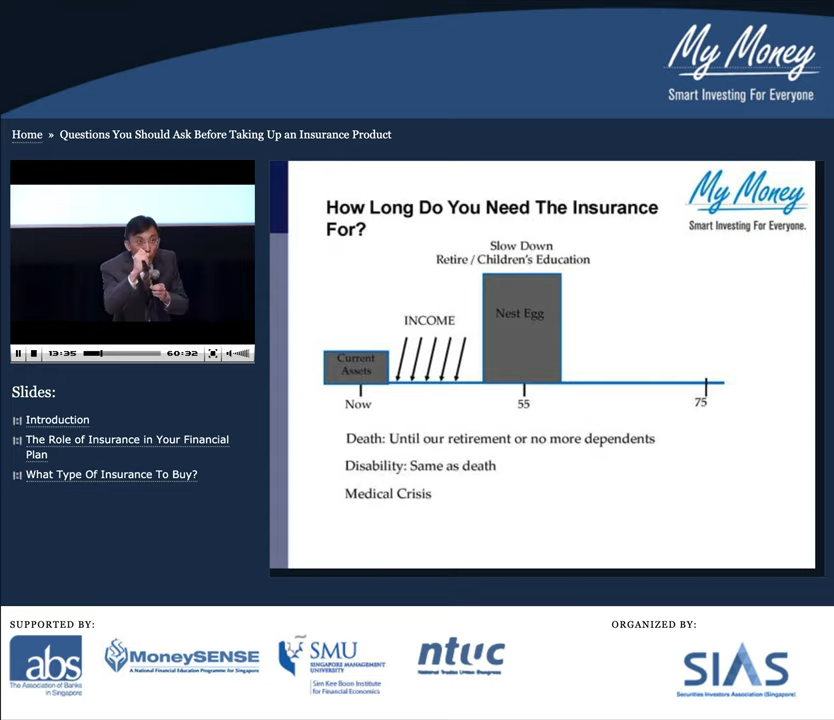 My Money
Smart Investing For Everyone
Home » Questions You Should Ask Before Taking Up an Insurance Product
13:35
60:32
Slides:
Introduction
The Role of Insurance in Your Financial
Plan
What Type Of Insurance To Buy?
My Money
Smart Investing For Everyone.
How Long Do You Need The Insurance
For?
Slow Down
Retire / Children's Education
INCOME
Nest Egg
Current
Assets
Now
55
75
Death: Until our retirement or no more dependents
Disability: Same as death
Medical Crisis
SUPPORTED BY:
abs
The Association of Banks
in Singapore
MoneySENSE
A National Financial Education Programme for Singapore
SMU
SINGAPORE MANAGEMENT
UNIVERSITY
Sim Kee Boon Institute
for Financial Economics
ntuc
National Trades Union Congress
ORGANIZED BY:
SIAS
Securities Investors Association (Singapore)